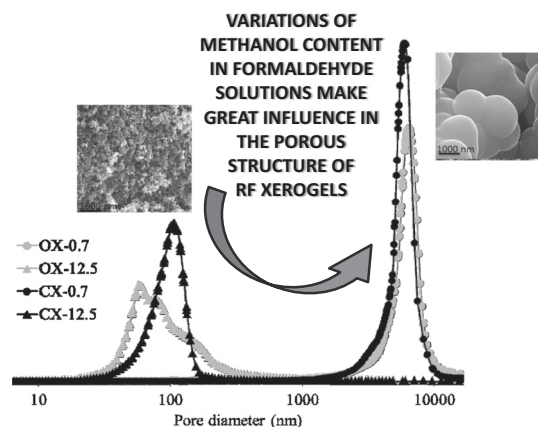 VARIATIONS OF
METHANOL CONTENT
IN FORMALDEHYDE
SOLUTIONS MAKE
GREAT INFLUENCE IN
THE POROUS
STRUCTURE OF
RF XEROGELS
1000 nm
OX-0.7
OX-12.5
CX-0.7
CX-12.5
10 100 1000 10000
Pore diameter (nm)